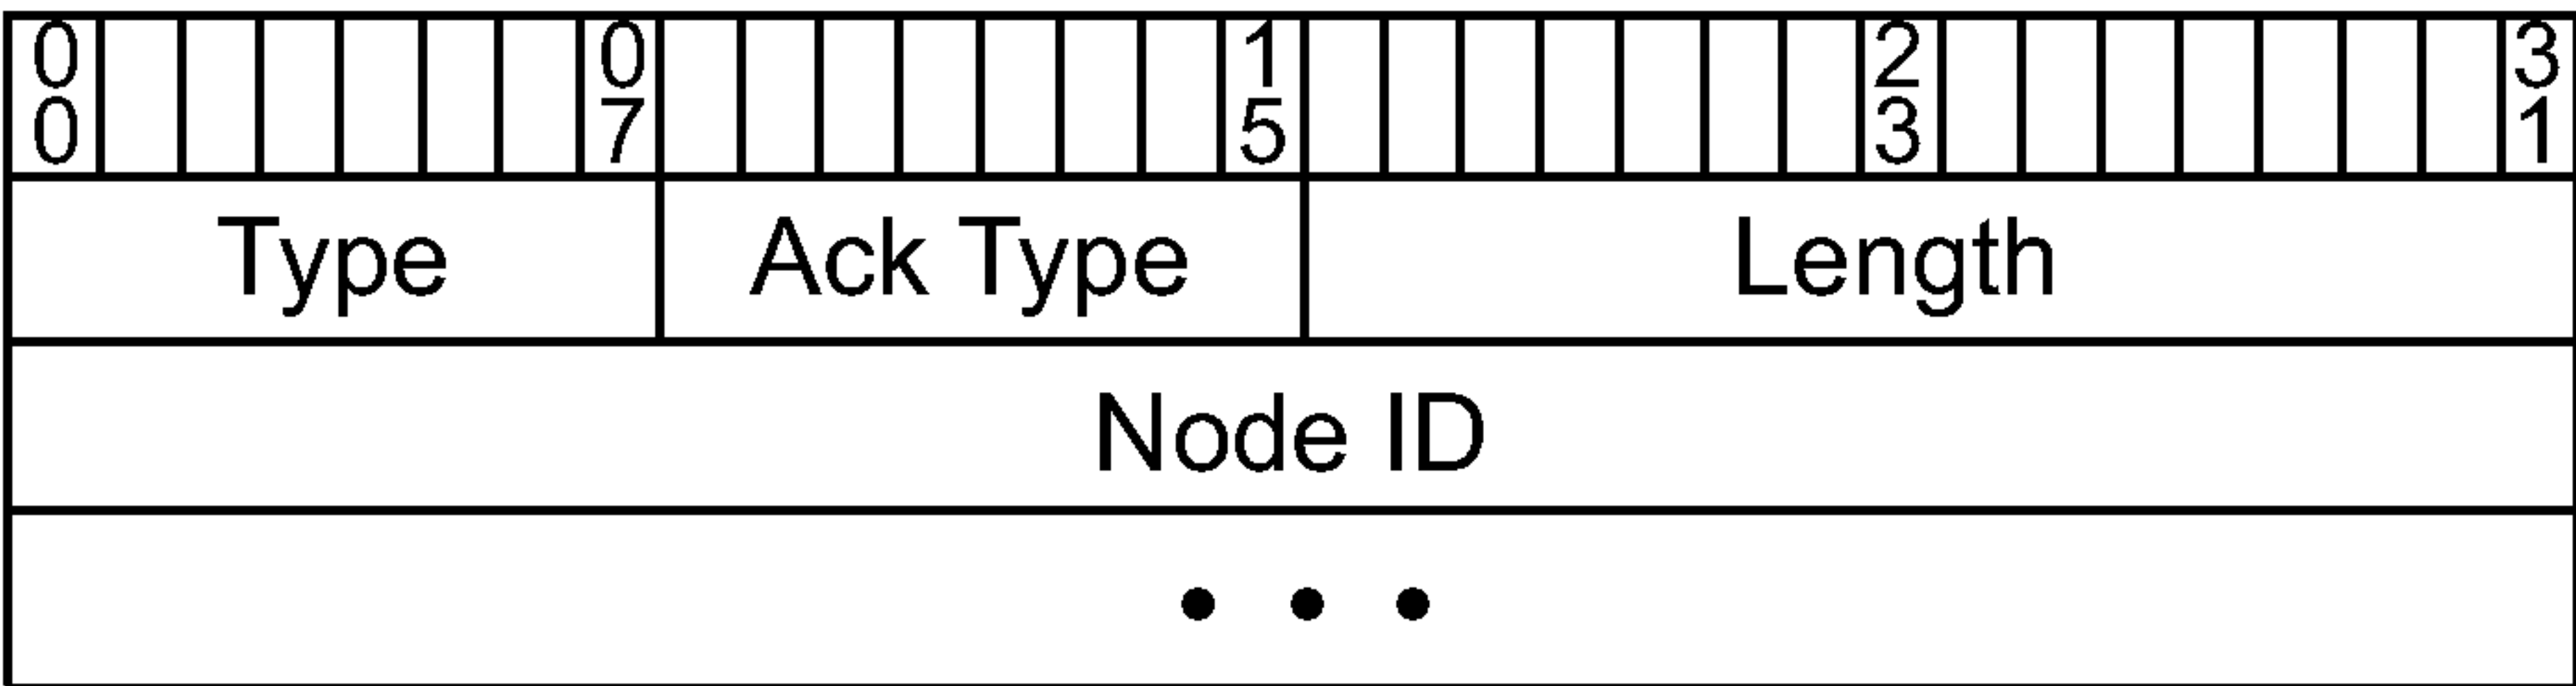 0 0 1 2 3
0 7 5 3 1
Type Ack Type Length
Node ID
• • •